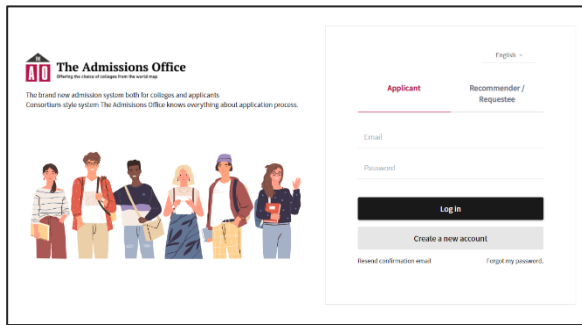 The Admissions Office
Offering the choice of colleges from the world map
The brand new admission system both for colleges and applicants
Consortium-style system The Admisisons Office knows everything about application process.
English
Applicant
Recommender /
Requestee
Email
Password
Log in
Create a new account
Resend confirmation email
Forgot my password.